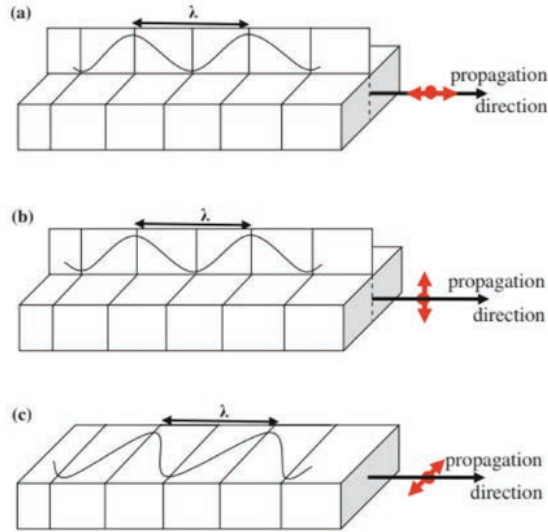 (a)
λ
propagation
direction
(b)
λ
propagation
direction
(c)
λ
propagation
direction